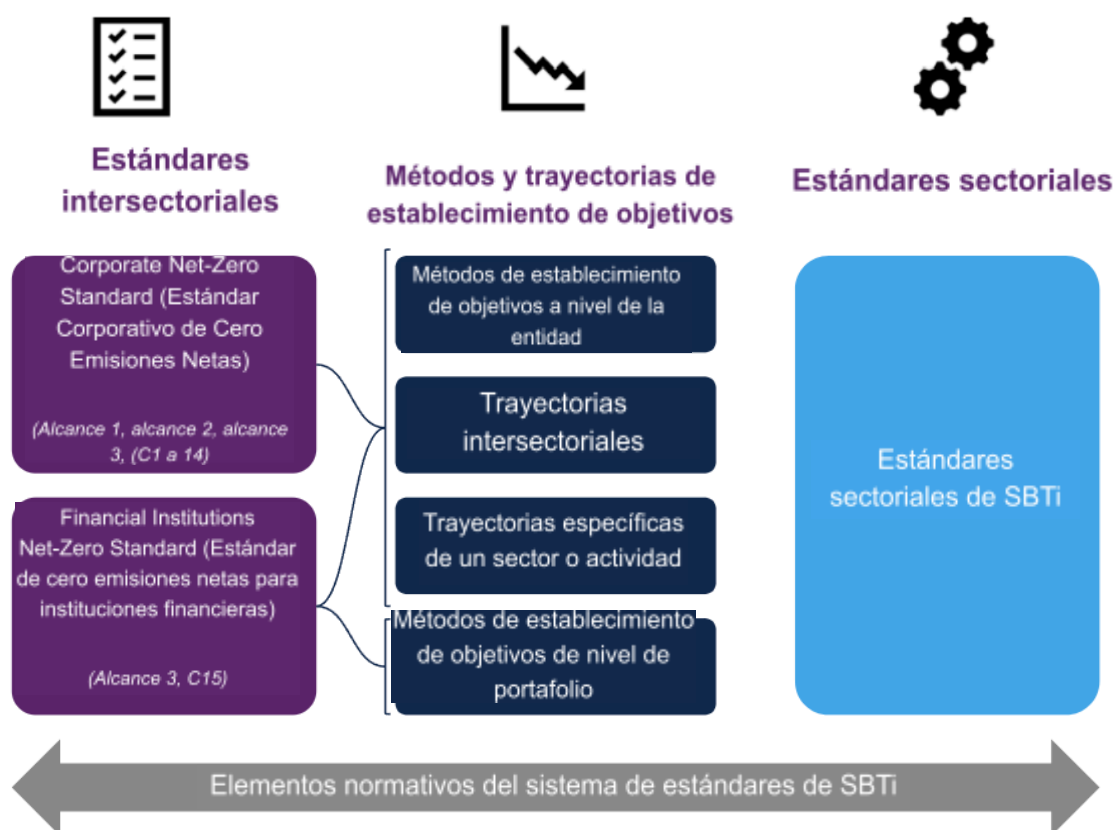 Estándares
intersectoriales
Corporate Net-Zero
Standard (Estándar
Corporativo de Cero
Emisiones Netas)
(Alcance 1, alcance 2, alcance
3, (C1 a 14)
Financial Institutions
Net-Zero Standard (Estándar
de cero emisiones netas para
instituciones financieras)
(Alcance 3, C15)
Métodos y trayectorias de
establecimiento de objetivos
Métodos de establecimiento
de objetivos a nivel de la
entidad
Trayectorias
intersectoriales
Trayectorias específicas
de un sector o actividad
Métodos de establecimiento
de objetivos de nivel de
portafolio
Estándares sectoriales
Estándares
sectoriales de SBTi
Elementos normativos del sistema de estándares de SBTi